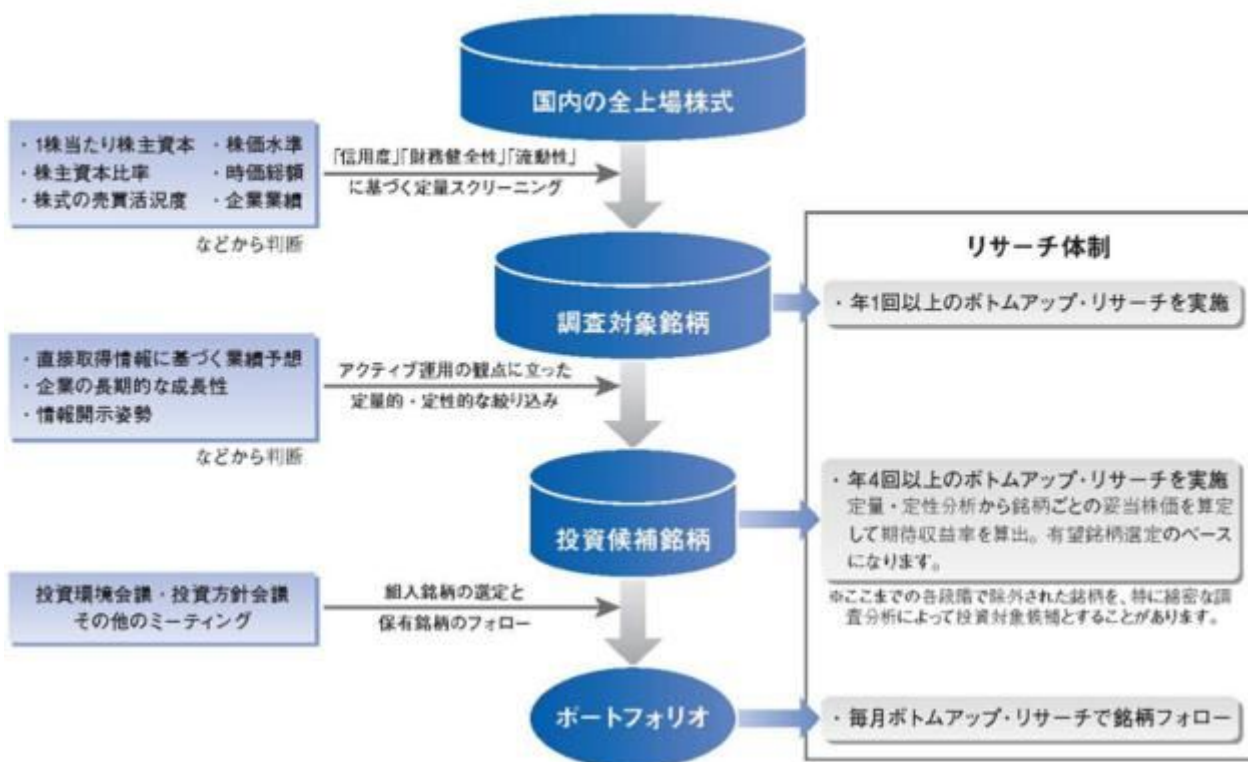 国内の全上場株式
・1株当たり株主資本 ・株価水準
・株主資本比率 ・時価総額
・株式の売買活況度 ・企業業績
などから判断
「信用度」「財務健全性」「流動性」
に基づく定量スクリーニング
リサーチ体制
調査対象銘柄
・年1回以上のボトムアップ・リサーチを実施
・直接取得情報に基づく業績予想
・企業の長期的な成長性
・情報開示姿勢
などから判断
アクティブ運用の観点に立った
定量的・定性的な絞り込み
投資候補銘柄
・年4回以上のボトムアップ・リサーチを実施
定量・定性分析から銘柄ごとの妥当株価を算定
して期待収益率を算出。有望銘柄選定のベース
になります。
※ここまでの各段階で除外された銘柄を、特に綿密な調
査分析によって投資対象候補とすることがあります。
投資環境会議・投資方針会議
その他のミーティング
組入銘柄の選定と
保有銘柄のフォロー
ポートフォリオ
・毎月ボトムアップ・リサーチで銘柄フォロー